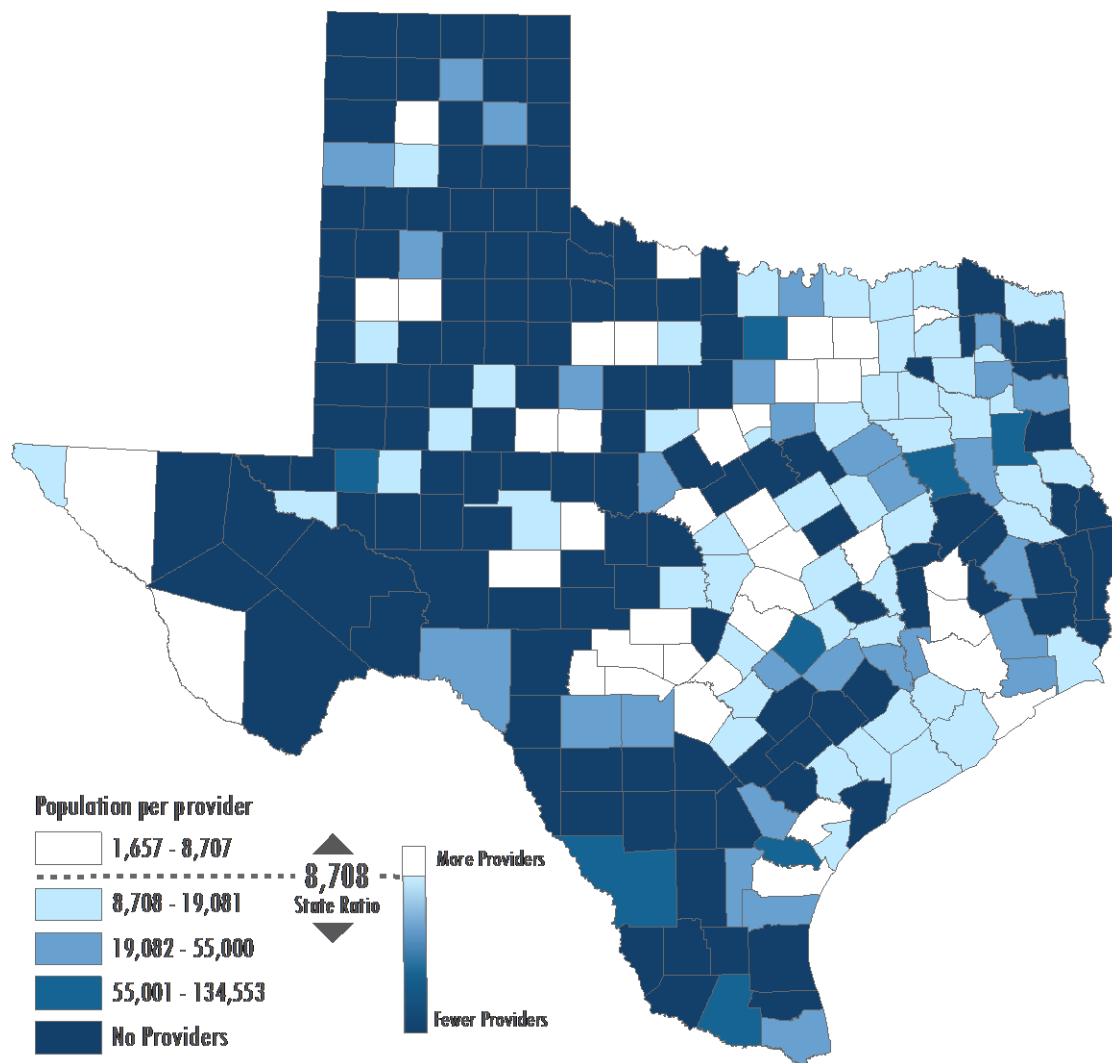 Population per provider
1,657 - 8,707
8,708 - 19,081
19,082 - 55,000
55,001 - 134,553
No Providers
8,708
State Ratio
More Providers
Fewer Providers